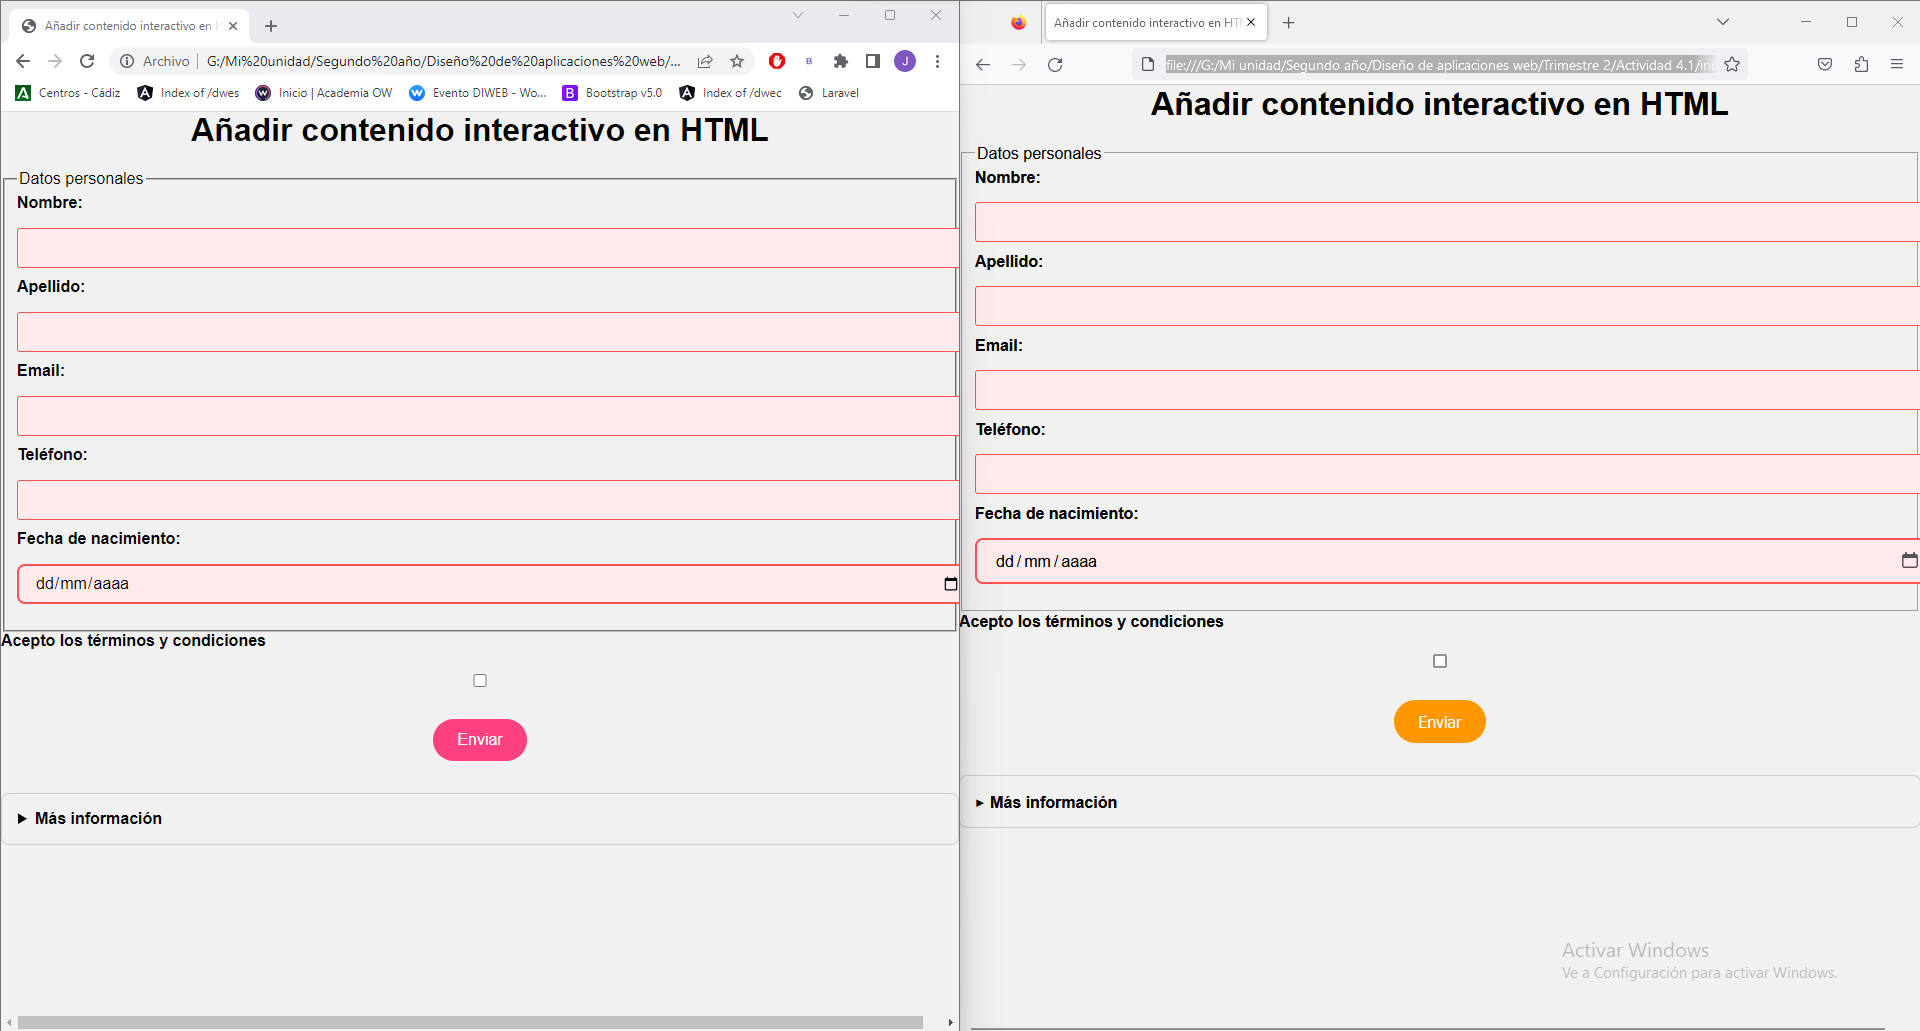 Añadir contenido interactivo en H
Archivo
G:/Mi%20unidad/Segundo%20año/Diseño%20de%20aplicaciones%20web/...
B
J
Centros - Cádiz
Index of /dwes
Inicio | Academia OW
Evento DIWEB - Wo...
B
Bootstrap v5.0
Index of /dwec
Laravel
Añadir contenido interactivo en HTML
Datos personales
Nombre:
Apellido:
Email:
Teléfono:
Fecha de nacimiento:
dd/mm/aaaa
Acepto los términos y condiciones
Enviar
Más información
Añadir contenido interactivo en HT
file:///G:/Mi unidad/Segundo año/Diseño de aplicaciones web/Trimestre 2/Actividad 4.1/in
Añadir contenido interactivo en HTML
Datos personales
Nombre:
Apellido:
Email:
Teléfono:
Fecha de nacimiento:
dd/mm/aaaa
Acepto los términos y condiciones
Enviar
Más información
Activar Windows
Ve a Configuración para activar Windows.